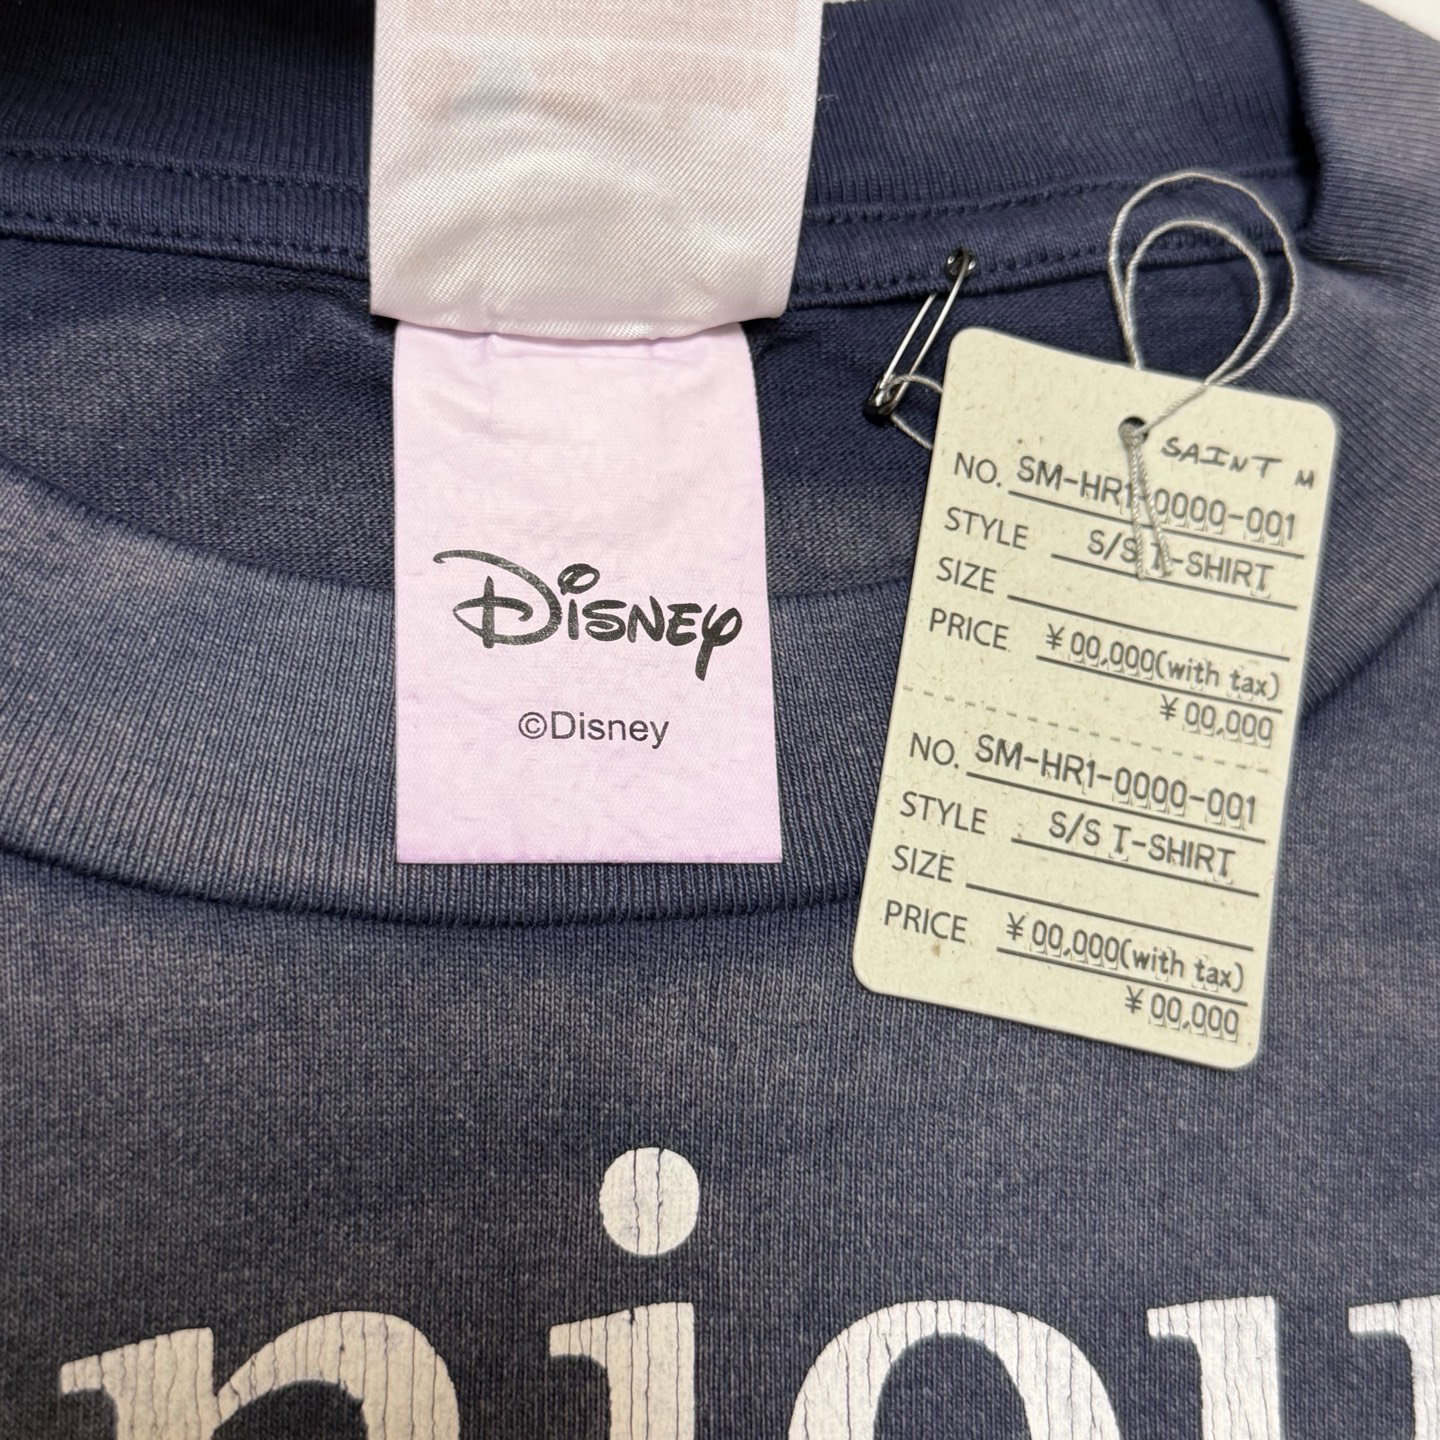 DISNEY
©Disney
SAINT M
NO. SM-HR1-0000-001
STYLE S/S T-SHIRT
SIZE
PRICE ¥00,000(with tax)
¥00,000
NO. SM-HR1-0000-001
STYLE S/S T-SHIRT
SIZE
PRICE ¥00,000(with tax)
¥00,000